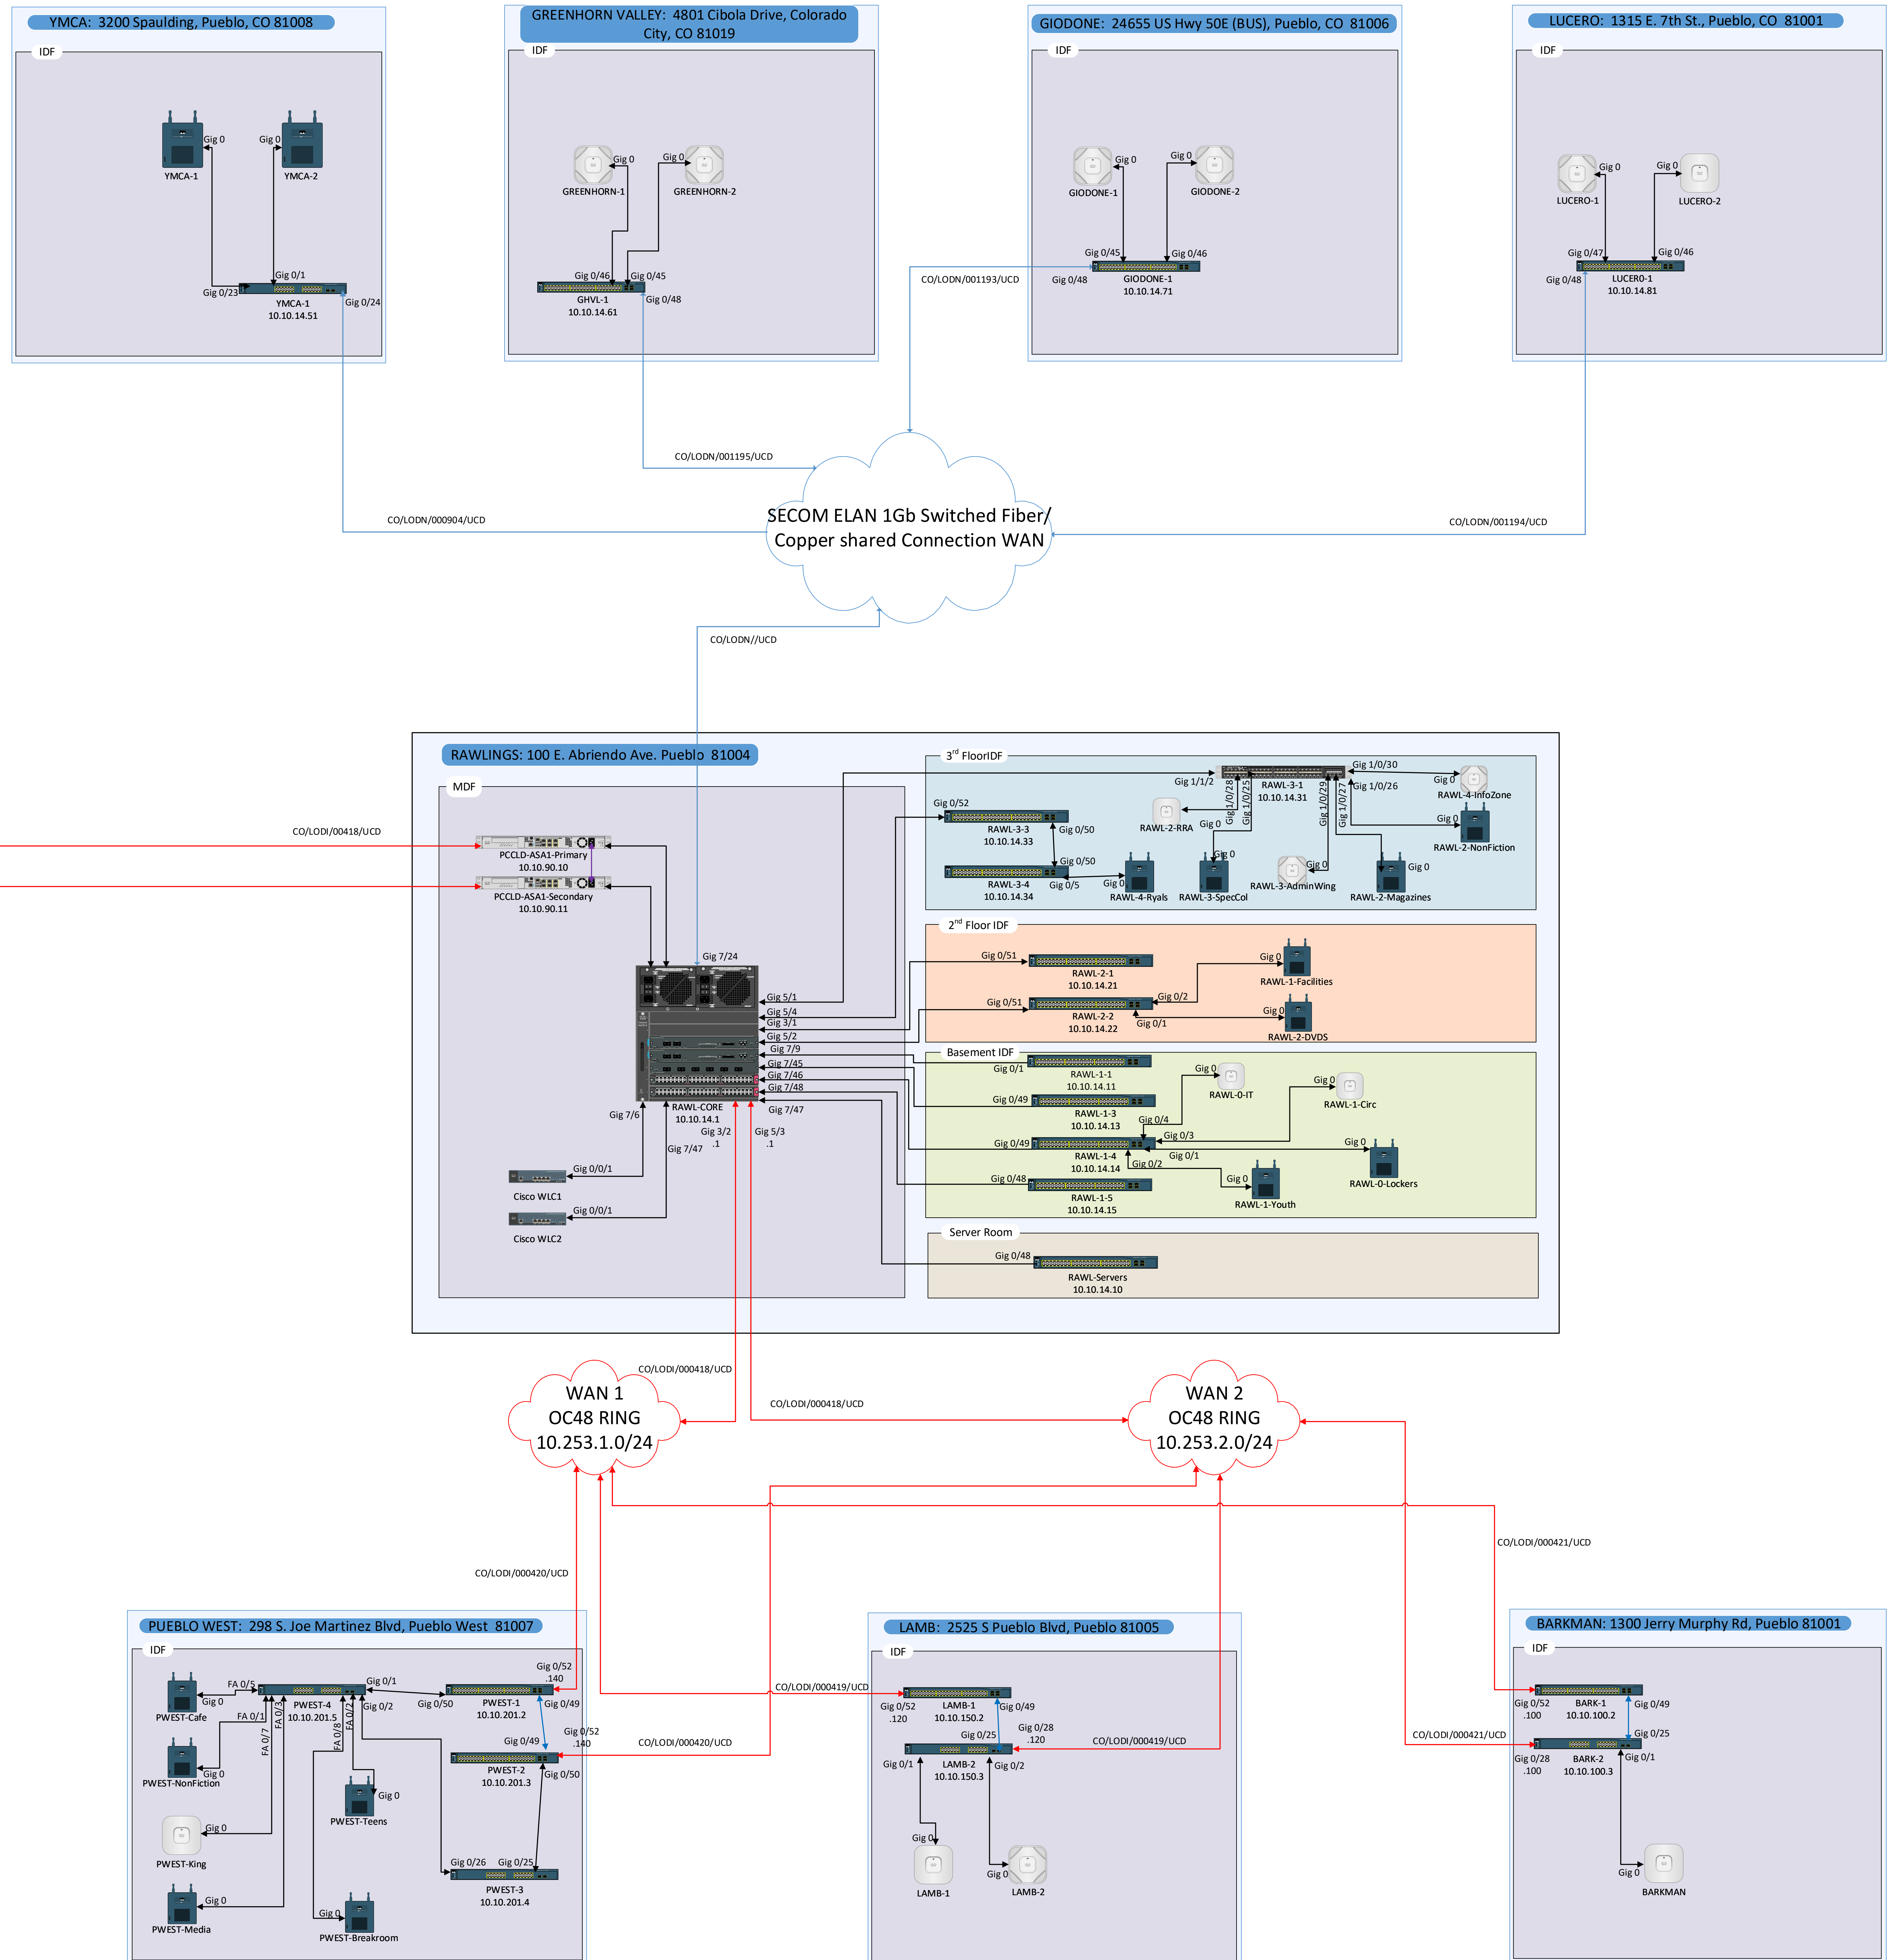 YMCA: 3200 Spaulding, Pueblo, CO 81008
IDF
Gig 0
Gig 0
YMCA-1
YMCA-2
Gig 0/1
Gig 0/23
YMCA-1
10.10.14.51
Gig 0/24
GREENHORN VALLEY: 4801 Cibola Drive, Colorado
City, CO 81019
IDF
Gig 0
Gig 0
GREENHORN-1
GREENHORN-2
Gig 0/46
Gig 0/45
GHVL-1
10.10.14.61
Gig 0/48
GIODONE: 24655 US Hwy 50E (BUS), Pueblo, CO 81006
IDF
Gig 0
Gig 0
GIODONE-1
GIODONE-2
Gig 0/45
Gig 0/46
Gig 0/48
GIODONE-1
10.10.14.71
LUCERO: 1315 E. 7th St., Pueblo, CO 81001
IDF
Gig 0
Gig 0
LUCERO-1
LUCERO-2
Gig 0/47
Gig 0/46
Gig 0/48
LUCER0-1
10.10.14.81
CO/LODN/001193/UCD
CO/LODN/001195/UCD
CO/LODN/000904/UCD
CO/LODN/001194/UCD
SECOM ELAN 1Gb Switched Fiber/
Copper shared Connection WAN
CO/LODN//UCD
RAWLINGS: 100 E. Abriendo Ave. Pueblo 81004
MDF
CO/LODI/00418/UCD
PCCLD-ASA1-Primary
10.10.90.10
PCCLD-ASA1-Secondary
10.10.90.11
Gig 7/24
Gig 5/1
Gig 5/4
Gig 3/1
Gig 5/2
Gig 7/9
Gig 7/45
Gig 7/46
Gig 7/48
Gig 7/47
RAWL-CORE
10.10.14.1
Gig 7/6
Gig 7/47
Gig 3/2
.1
Gig 5/3
.1
Gig 0/0/1
Cisco WLC1
Gig 0/0/1
Cisco WLC2
3rd FloorIDF
Gig 0/52
RAWL-3-3
10.10.14.33
Gig 0/50
Gig 0/50
RAWL-3-4
10.10.14.34
Gig 0/5
Gig 0
RAWL-4-Ryals
Gig 1/1/2
Gig 1/0/28
Gig 1/0/25
RAWL-3-1
10.10.14.31
Gig 1/0/29
Gig 1/0/27
Gig 1/0/30
Gig 1/0/26
Gig 0
RAWL-4-InfoZone
Gig 0
RAWL-2-NonFiction
RAWL-2-RRA
Gig 0
Gig 0
RAWL-3-SpecCol
Gig 0
RAWL-3-AdminWing
Gig 0
RAWL-2-Magazines
2nd Floor IDF
Gig 0/51
RAWL-2-1
10.10.14.21
Gig 0/51
RAWL-2-2
10.10.14.22
Gig 0/2
Gig 0/1
Gig 0
RAWL-1-Facilities
Gig 0
RAWL-2-DVDS
Basement IDF
Gig 0/1
RAWL-1-1
10.10.14.11
Gig 0/49
RAWL-1-3
10.10.14.13
Gig 0/49
RAWL-1-4
10.10.14.14
Gig 0/4
Gig 0/3
Gig 0/1
Gig 0/2
Gig 0
RAWL-0-IT
Gig 0
RAWL-1-Circ
Gig 0
RAWL-0-Lockers
Gig 0
RAWL-1-Youth
Gig 0/48
RAWL-1-5
10.10.14.15
Server Room
Gig 0/48
RAWL-Servers
10.10.14.10
CO/LODI/000418/UCD
CO/LODI/000418/UCD
WAN 1
OC48 RING
10.253.1.0/24
WAN 2
OC48 RING
10.253.2.0/24
CO/LODI/000420/UCD
CO/LODI/000421/UCD
PUEBLO WEST: 298 S. Joe Martinez Blvd, Pueblo West 81007
IDF
FA 0/5
Gig 0
PWEST-Cafe
FA 0/1
FA 0/7
FA 0/3
FA 0/8
FA 0/2
PWEST-4
10.10.201.5
Gig 0/1
Gig 0/2
Gig 0/50
PWEST-1
10.10.201.2
Gig 0/52
.140
Gig 0/49
Gig 0/52
.140
Gig 0/49
PWEST-2
10.10.201.3
Gig 0/50
CO/LODI/000420/UCD
Gig 0
PWEST-NonFiction
Gig 0
PWEST-Teens
Gig 0
PWEST-King
Gig 0
PWEST-Media
Gig 0
PWEST-Breakroom
Gig 0/26
Gig 0/25
PWEST-3
10.10.201.4
LAMB: 2525 S Pueblo Blvd, Pueblo 81005
IDF
CO/LODI/000419/UCD
Gig 0/52
.120
LAMB-1
10.10.150.2
Gig 0/49
Gig 0/25
Gig 0/28
.120
CO/LODI/000419/UCD
Gig 0/1
LAMB-2
10.10.150.3
Gig 0/2
Gig 0
LAMB-1
Gig 0
LAMB-2
BARKMAN: 1300 Jerry Murphy Rd, Pueblo 81001
IDF
Gig 0/52
.100
BARK-1
10.10.100.2
Gig 0/49
CO/LODI/000421/UCD
Gig 0/25
Gig 0/28
.100
BARK-2
10.10.100.3
Gig 0/1
Gig 0
BARKMAN